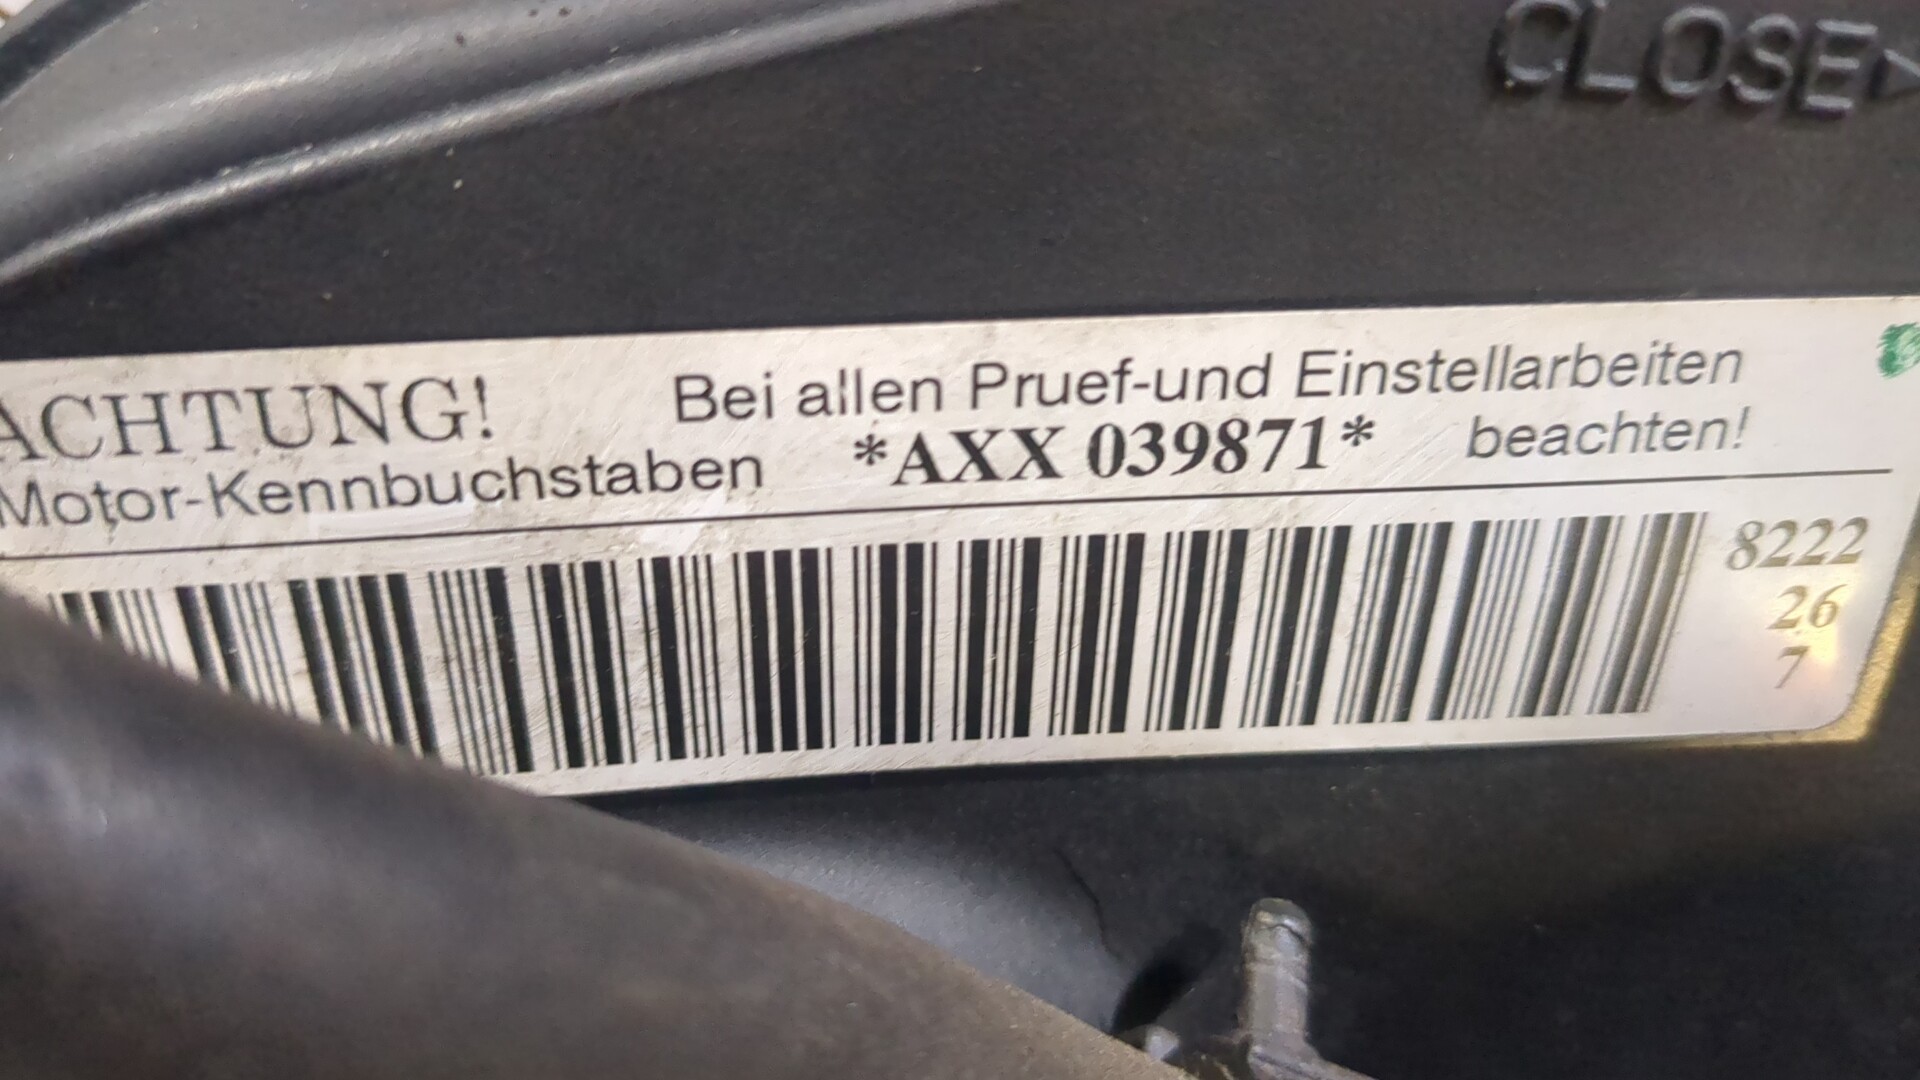 CLOSE
ACHTUNG! Bei allen Pruef-und Einstellarbeiten
Motor-Kennbuchstaben *AXX 039871* beachten!
8222
26
7